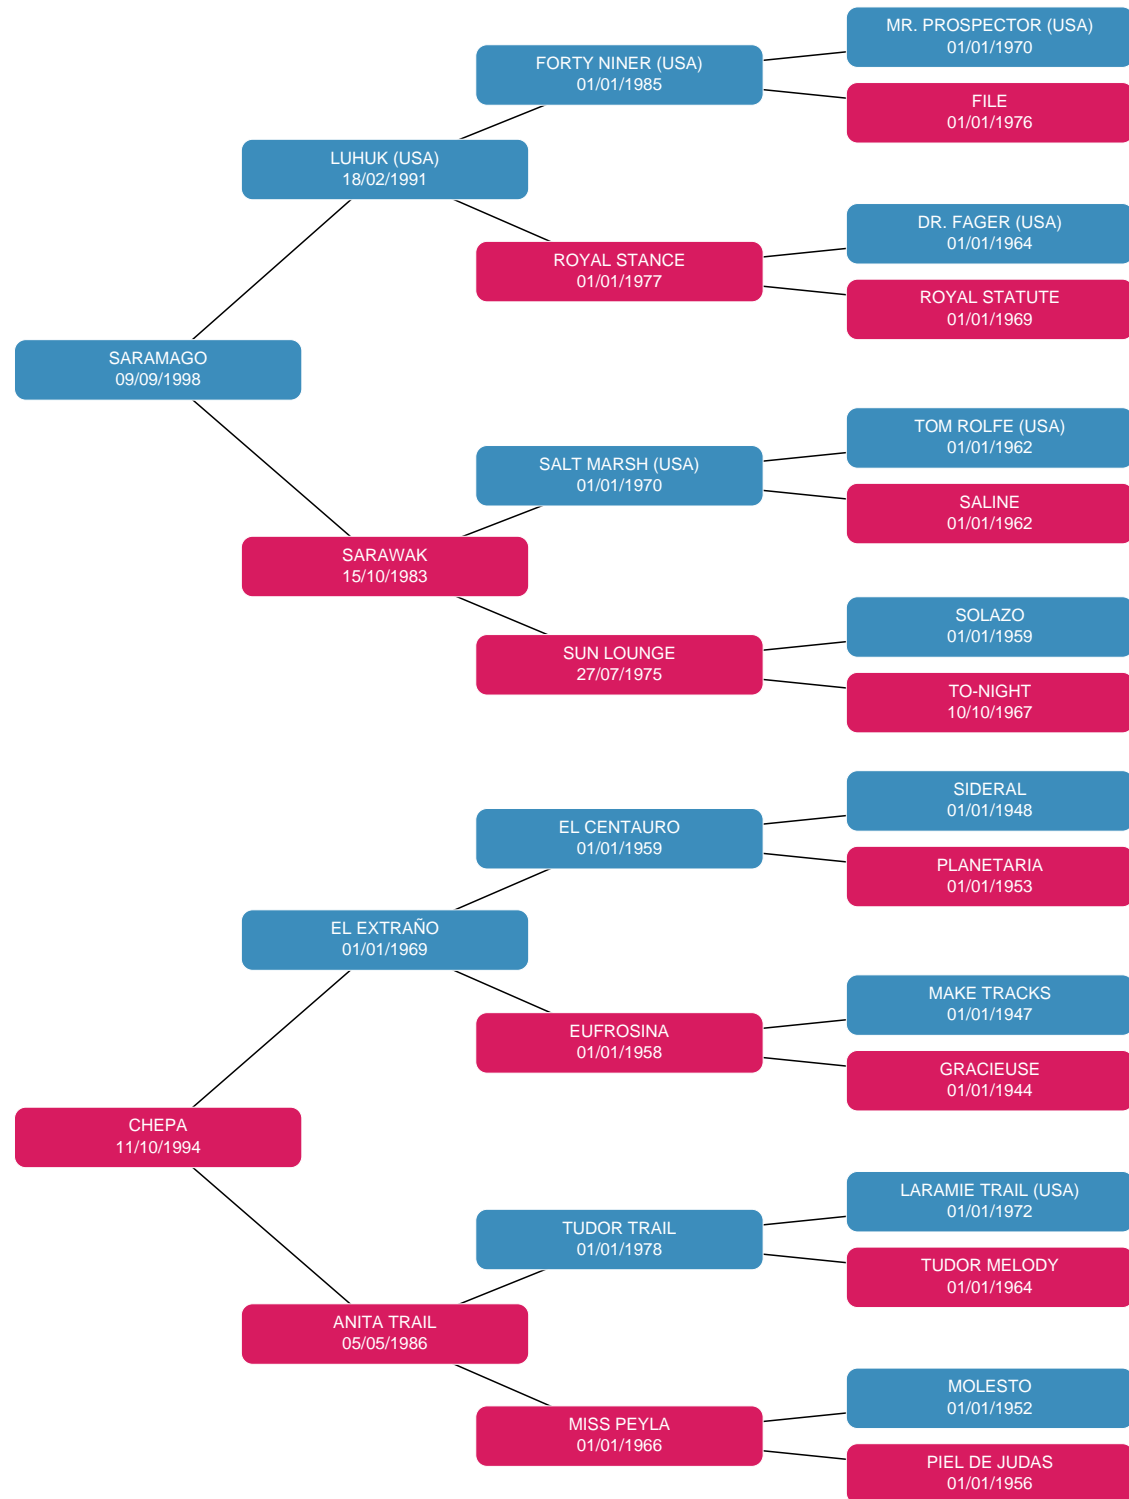 MR. PROSPECTOR (USA)
01/01/1970
FORTY NINER (USA)
01/01/1985
FILE
01/01/1976
LUHUK (USA)
18/02/1991
DR. FAGER (USA)
01/01/1964
ROYAL STANCE
01/01/1977
ROYAL STATUTE
01/01/1969
SARAMAGO
09/09/1998
TOM ROLFE (USA)
01/01/1962
SALT MARSH (USA)
01/01/1970
SALINE
01/01/1962
SARAWAK
15/10/1983
SOLAZO
01/01/1959
SUN LOUNGE
27/07/1975
TO-NIGHT
10/10/1967
SIDERAL
01/01/1948
EL CENTAURO
01/01/1959
PLANETARIA
01/01/1953
EL EXTRAÑO
01/01/1969
MAKE TRACKS
01/01/1947
EUFROSINA
01/01/1958
GRACIEUSE
01/01/1944
CHEPA
11/10/1994
LARAMIE TRAIL (USA)
01/01/1972
TUDOR TRAIL
01/01/1978
TUDOR MELODY
01/01/1964
ANITA TRAIL
05/05/1986
MOLESTO
01/01/1952
MISS PEYLA
01/01/1966
PIEL DE JUDAS
01/01/1956